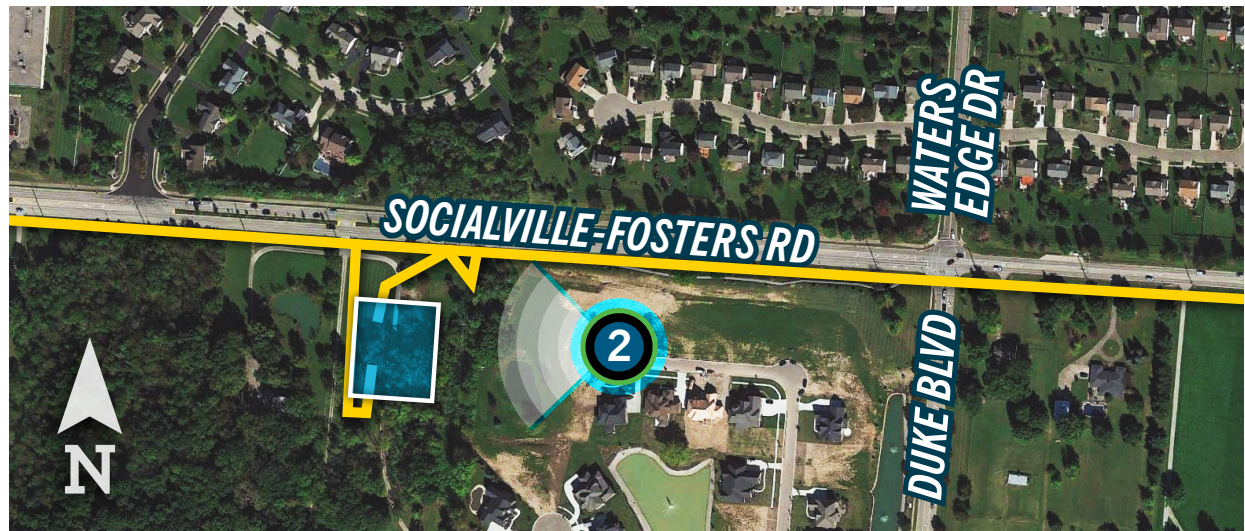 WATERS
EDGE DR
SOCIALVILLE-FOSTERS RD
2
DUKE BLVD
N